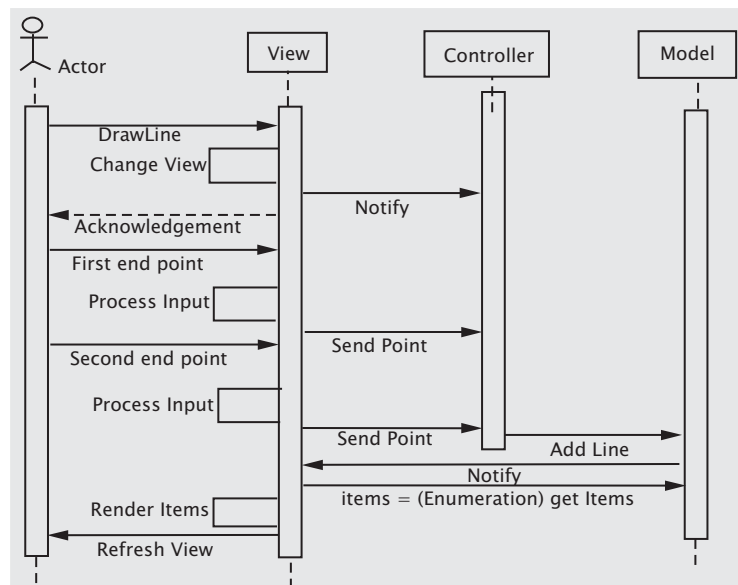 Actor
View
Controller
Model
DrawLine
Change View
Notify
Acknowledgement
First end point
Process Input
Send Point
Second end point
Process Input
Send Point
Add Line
Notify
items = (Enumeration) get Items
Render Items
Refresh View